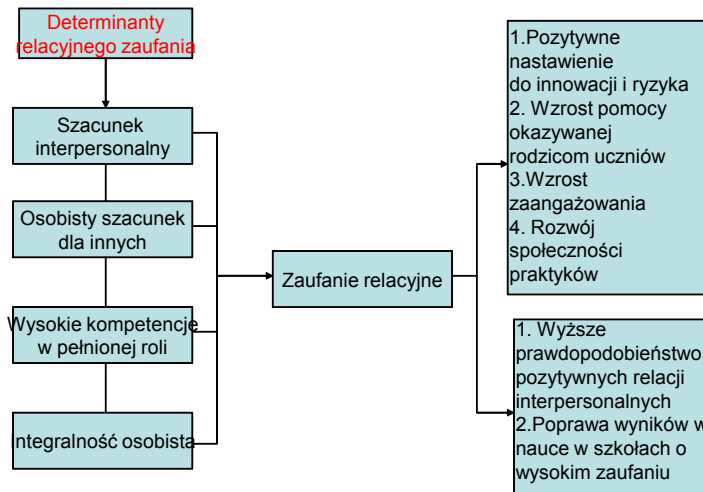 Determinanty
relacyjnego zaufania
Szacunek
interpersonalny
Osobisty szacunek
dla innych
Wysokie kompetencje
w pełnionej roli
Integralność osobista
Zaufanie relacyjne
1.Pozytywne
nastawienie
do innowacji i ryzyka
2. Wzrost pomocy
okazywanej
rodzicom uczniów
3.Wzrost
zaangażowania
4. Rozwój
społeczności
praktyków
1. Wyższe
prawdopodobieństwo
pozytywnych relacji
interpersonalnych
2.Poprawa wyników w
nauce w szkołach o
wysokim zaufaniu